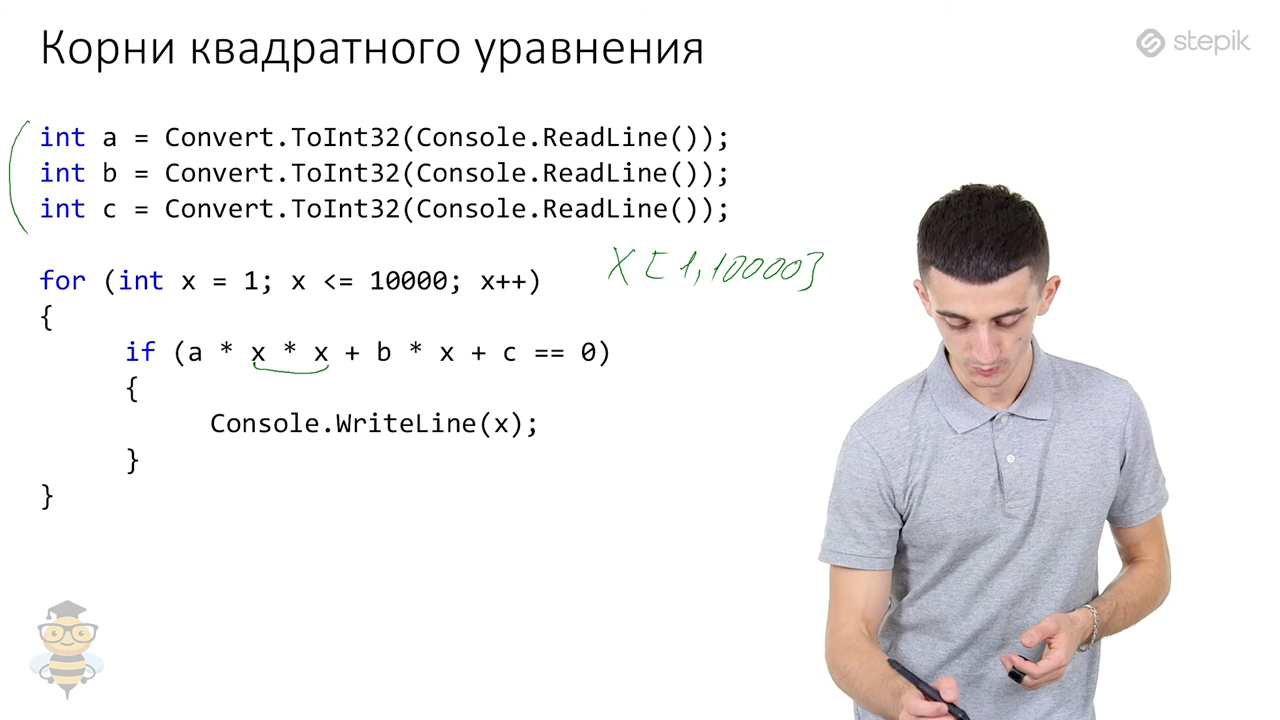 Корни квадратного уравнения
stepik
int a = Convert.ToInt32(Console.ReadLine());
int b = Convert.ToInt32(Console.ReadLine());
int c = Convert.ToInt32(Console.ReadLine());
X [1,10000]
for (int x = 1; x <= 10000; x++)
{
if (a * x * x + b * x + c == 0)
{
Console.WriteLine(x);
}
}